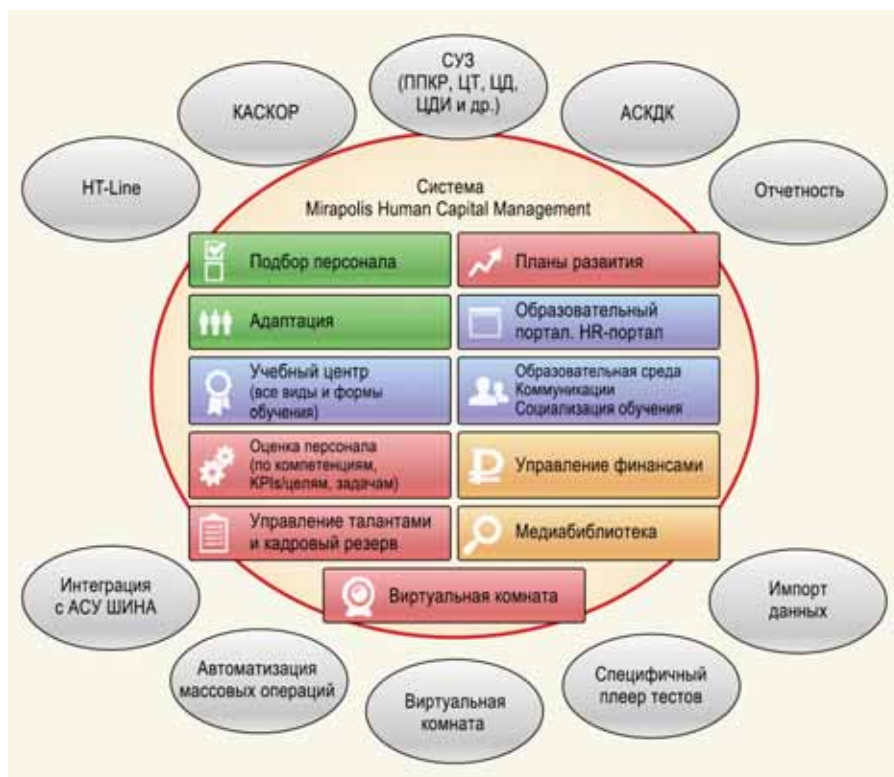 СУЗ
(ППКР, ЦТ, ЦД,
ЦДИ и др.)
КАСКОР
АСКДК
HT-Line
Отчетность
Система
Mirapolis Human Capital Management
Подбор персонала
Планы развития
Адаптация
Образовательный
портал. HR-портал
Учебный центр
(все виды и формы
обучения)
Образовательная среда
Коммуникации
Социализация обучения
Оценка персонала
(по компетенциям,
KPIs/целям, задачам)
Управление финансами
Управление талантами
и кадровый резерв
Медиабиблиотека
Виртуальная комната
Интеграция
с АСУ ШИНА
Импорт
данных
Автоматизация
массовых операций
Специфичный
плеер тестов
Виртуальная
комната